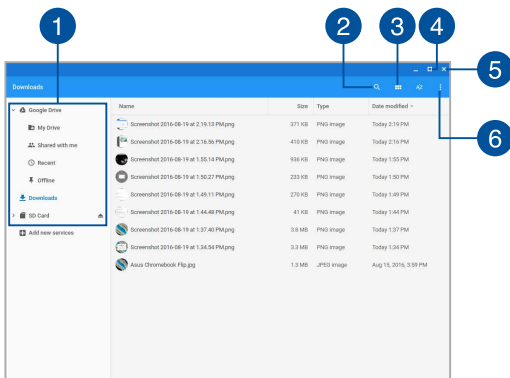 1 2 3 4
5
Downloads AZ
6
Google Drive
My Drive
Shared with me
Recent
Offline
Downloads
SD Card
Add new services
Name Size Type Date modified
Screenshot 2016-08-19 at 2.19.13 PM.png 371 KB PNG image Today 2:19 PM
Screenshot 2016-08-19 at 2.16.56 PM.png 410 KB PNG image Today 2:16 PM
Screenshot 2016-08-19 at 1.55.14 PM.png 936 KB PNG image Today 1:55 PM
Screenshot 2016-08-19 at 1.50.27 PM.png 233 KB PNG image Today 1:50 PM
Screenshot 2016-08-19 at 1.49.11 PM.png 270 KB PNG image Today 1:49 PM
Screenshot 2016-08-19 at 1.44.48 PM.png 41 KB PNG image Today 1:44 PM
Screenshot 2016-08-19 at 1.37.40 PM.png 3.8 MB PNG image Today 1:37 PM
Screenshot 2016-08-19 at 1.34.54 PM.png 3.3 MB PNG image Today 1:34 PM
Asus Chromebook Flip.jpg 1.3 MB JPEG image Aug 15, 2016, 3:59 PM